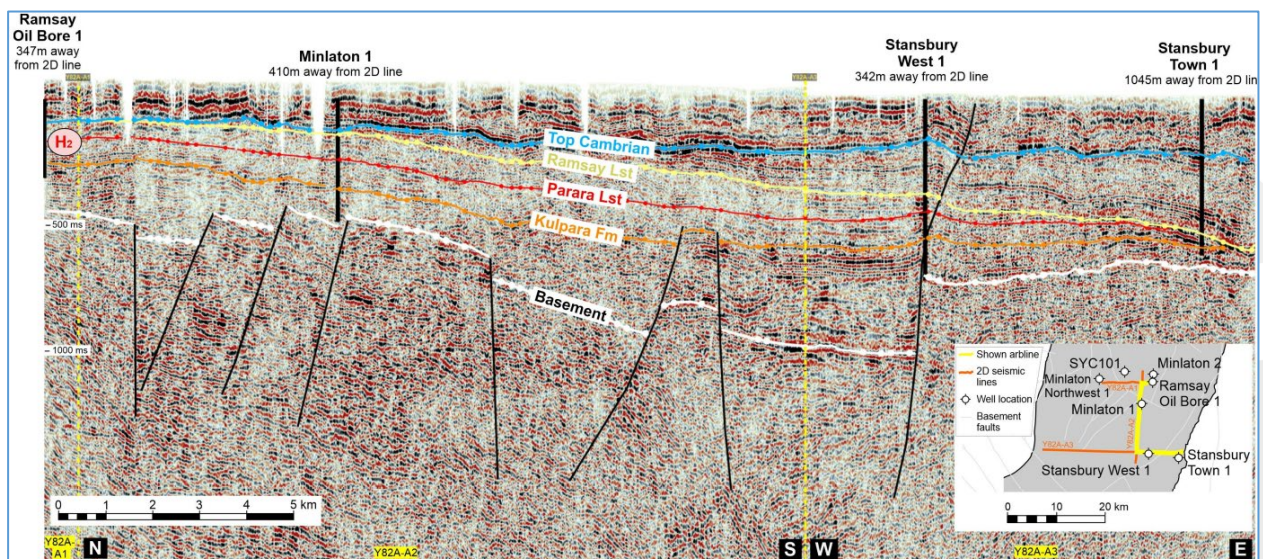 Ramsay
Oil Bore 1
347m away
from 2D line
Y82A-A1
Minlaton 1
410m away from 2D line
Y82A-A3
Stansbury
West 1
342m away from 2D line
Stansbury
Town 1
1045m away from 2D lin
H2
Top Cambrian
Ramsay Lst
Parara Lst
Kulpara Fm
Basement
500 ms
1000 ms
0 1 2 3 4 5 km
Y82A-
A1
N
Y82A-A2
S
W
Y82A-A3
E
Shown arbline
2D seismic
lines
Well location
Basement
faults
SYC101
Minlaton 2
Minlaton
Northwest 1
Y82A-A1
Ramsay
Oil Bore 1
Minlaton 1
Y82A-A2
Y82A-A3
Stansbury West 1
Stansbury
Town 1
0 10 20 km